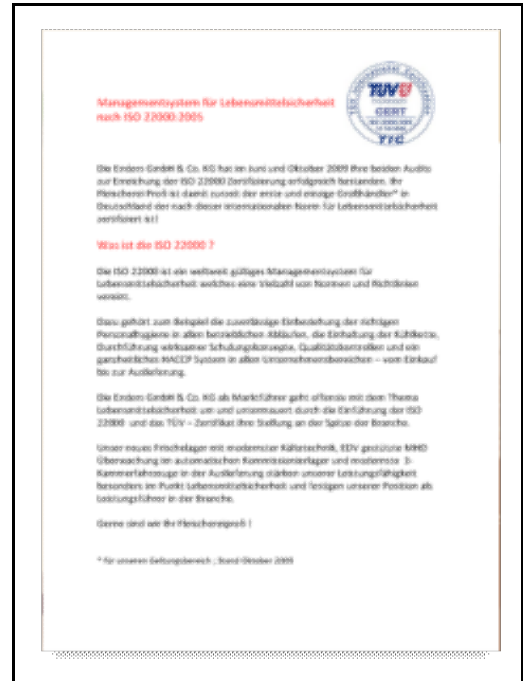 Managementsystem für Lebensmittelsicherheit
nach ISO 22000:2005
TÜV
CERT
Die Enders GmbH & Co. KG hat im Juni und Oktober 2009 ihre beiden Audits
zur Erreichung der ISO 22000 Zertifizierung erfolgreich bestanden. Ihr
Fleischerei-Profi ist damit zurzeit der erste und einzige Großhändler* in
Deutschland der nach dieser internationalen Norm für Lebensmittelsicherheit
zertifiziert ist!
Was ist die ISO 22000 ?
Die ISO 22000 ist ein weltweit gültiges Managementsystem für
Lebensmittelsicherheit welches eine Vielzahl von Normen und Richtlinien
vereint.
Dazu gehört zum Beispiel die zuverlässige Einbeziehung der richtigen
Personalhygiene in allen betrieblichen Abläufen, die Einhaltung der Kühlkette,
Durchführung wirksamer Schulungskonzepte, Qualitätskontrollen und ein
ganzheitliches HACCP System in allen Unternehmensbereichen – vom Einkauf
bis zur Auslieferung.
Die Enders GmbH & Co. KG als Marktführer geht offensiv mit dem Thema
Lebensmittelsicherheit um und untermauert durch die Einführung der ISO
22000 und das TÜV – Zertifikat ihre Stellung an der Spitze der Branche.
Unser neues Frischelager mit modernster Kältetechnik, EDV gestützte MHD
Überwachung im automatischen Kommissionierlager und modernste 3-
Kammerfahrzeuge in der Auslieferung stärken unserer Leistungsfähigkeit
besonders im Punkt Lebensmittelsicherheit und festigen unserer Position als
Leistungsführer in der Branche.
Gerne sind wir Ihr Fleischereiprofi !
* für unseren Geltungsbereich ; Stand Oktober 2009